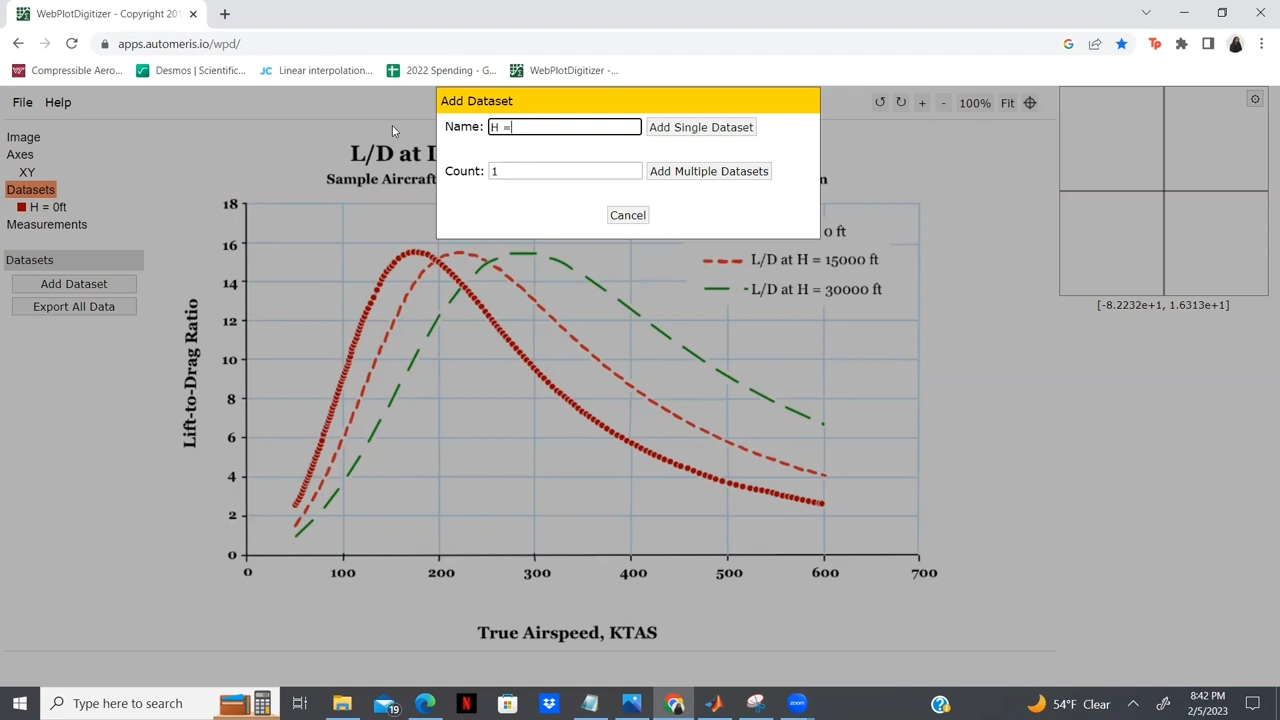 WebPlotDigitizer - Copyright 201
apps.automeris.io/wpd/
Compressible Aero...
Desmos | Scientific...
JC Linear interpolation...
2022 Spending - G...
WebPlotDigitizer -...
File Help
Add Dataset
+ - 100% Fit
Name: H =
Add Single Dataset
Count: 1
Add Multiple Datasets
Cancel
Image
Axes
XY
Datasets
H = 0ft
Measurements
Datasets
Add Dataset
Export All Data
L/D at
Sample Aircraft
0 ft
L/D at H = 15000 ft
L/D at H = 30000 ft
[-8.2232e+1, 1.6313e+1]
Lift-to-Drag Ratio
18
16
14
12
10
8
6
4
2
0
0 100 200 300 400 500 600 700
True Airspeed, KTAS
Type here to search
19
zoom
54°F Clear
8:42 PM
2/5/2023